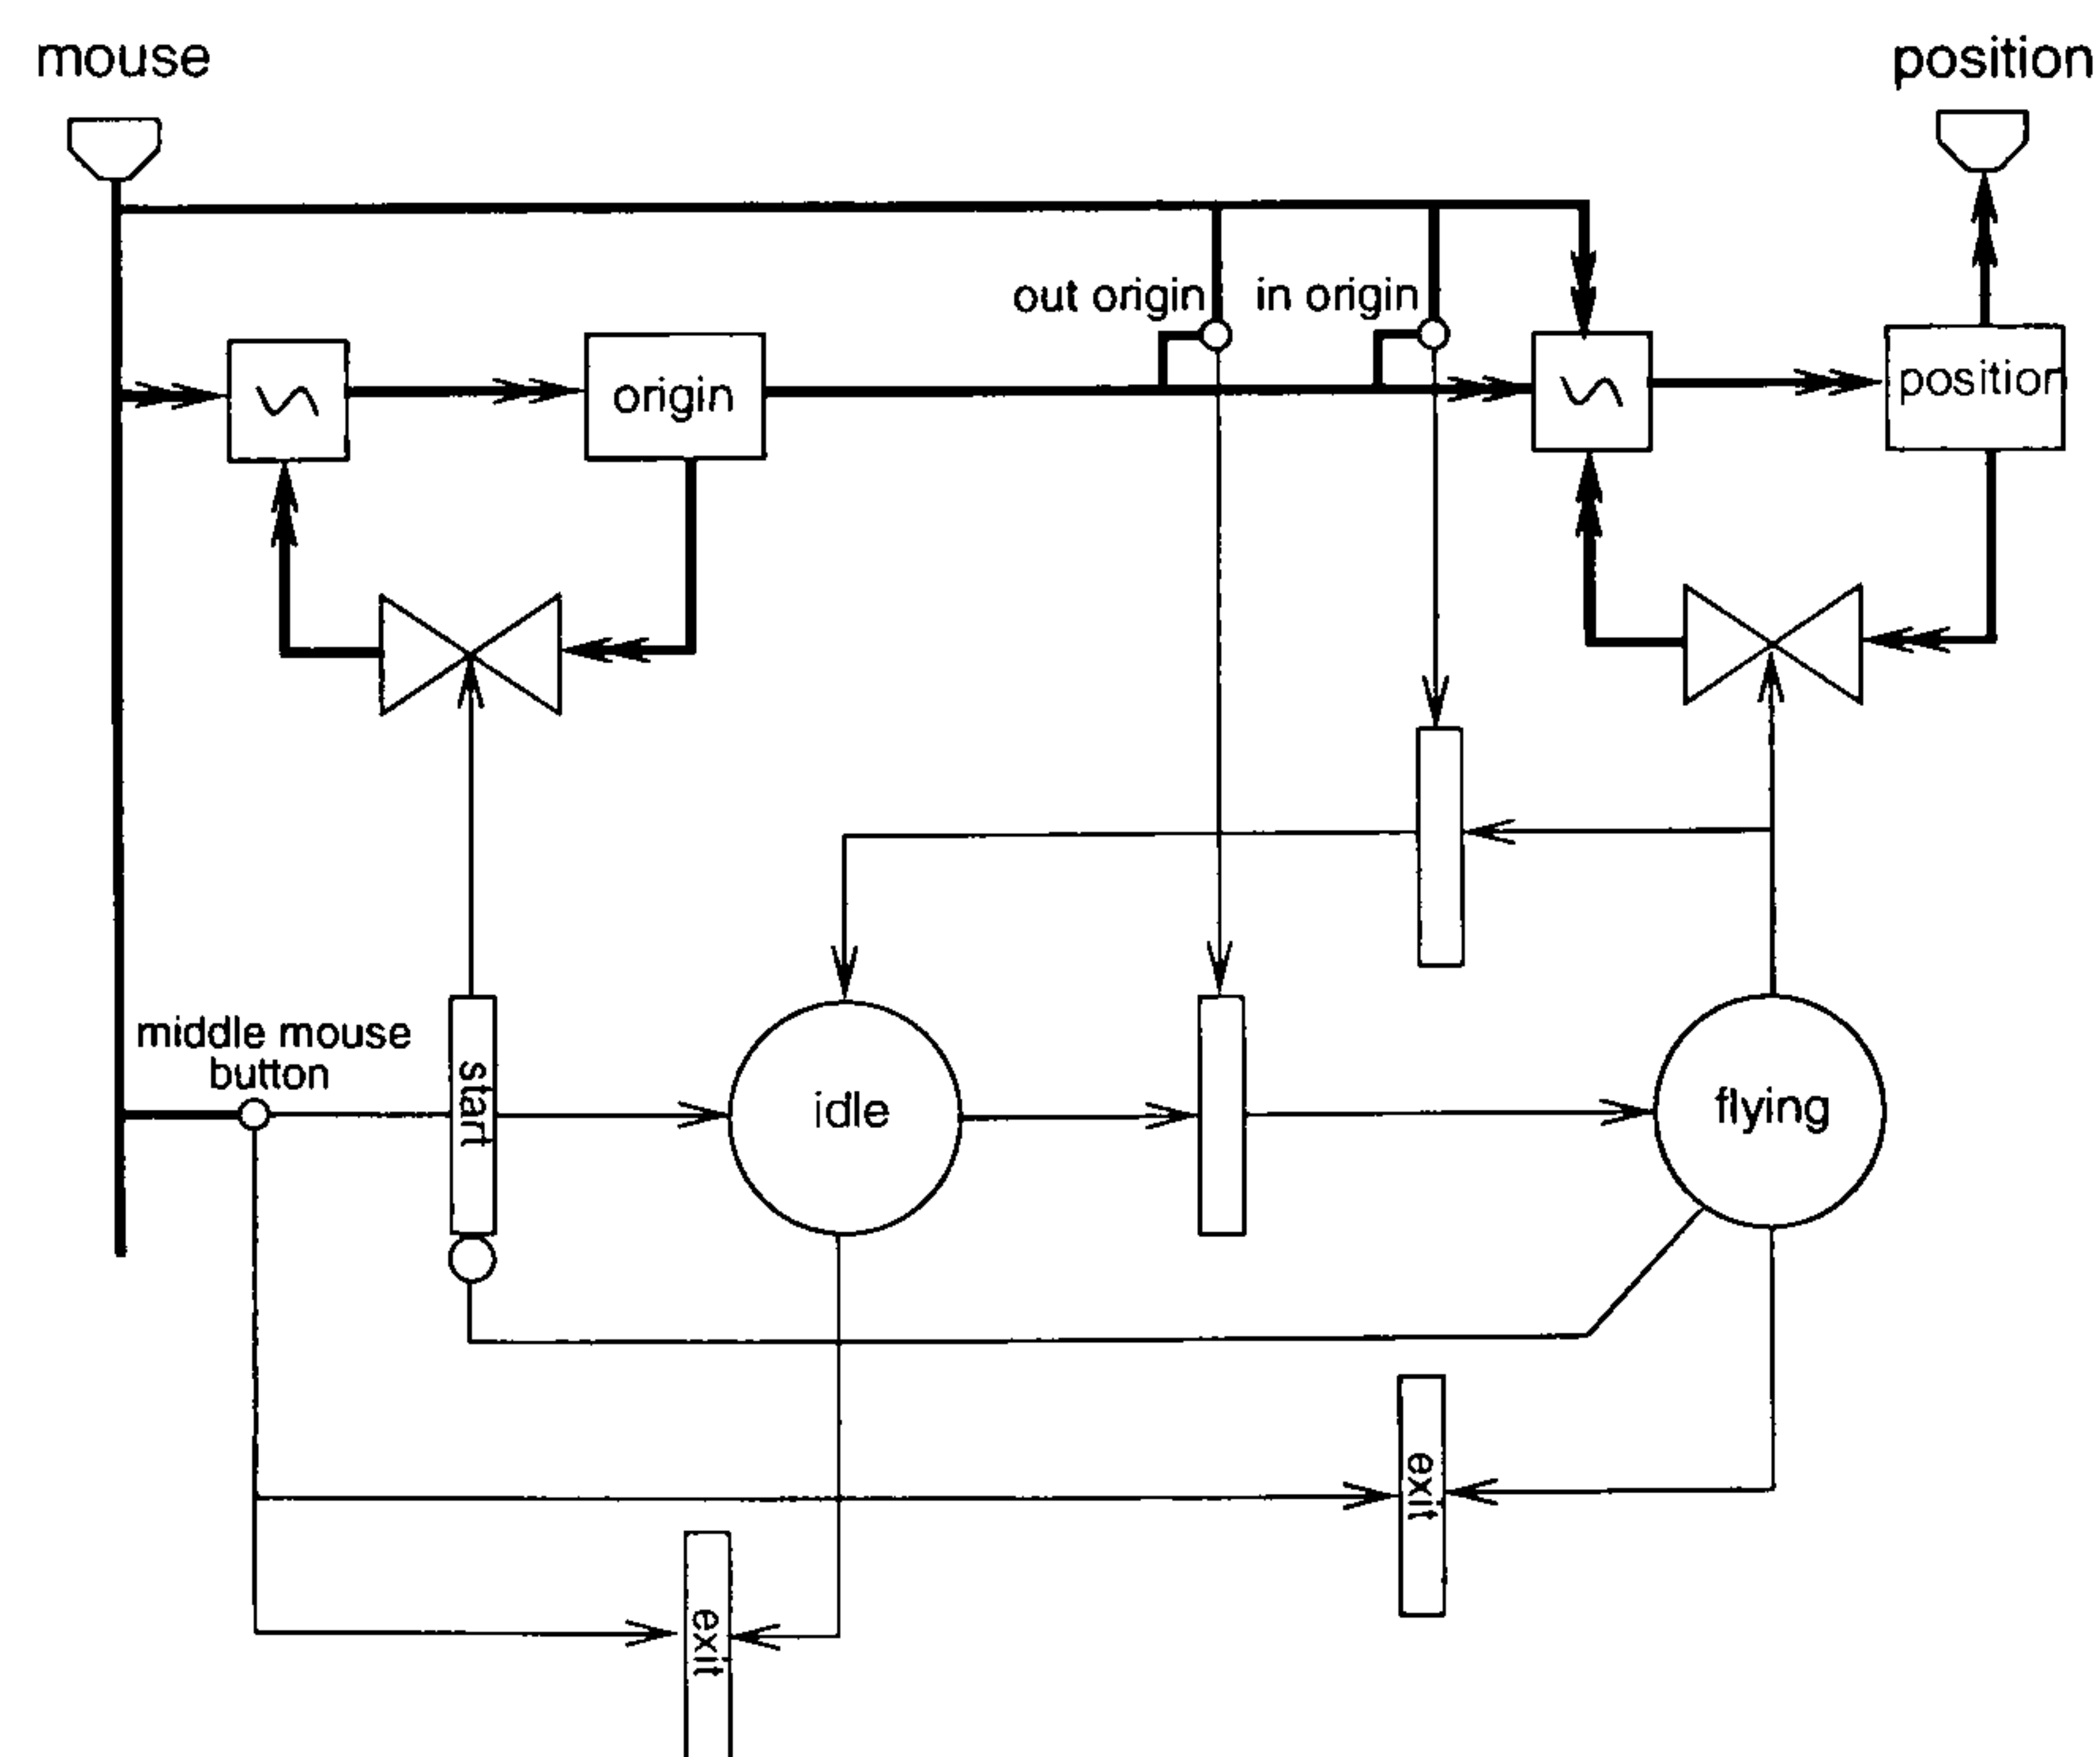 mouse
position
out origin
in origin
origin
position
middle mouse
button
start
idle
flying
exit
exit